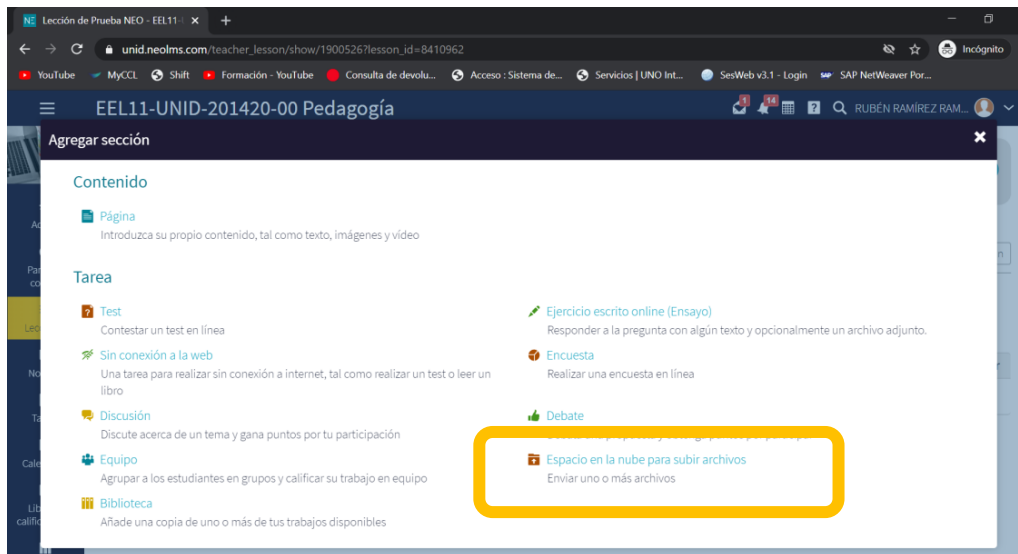 NE Lección de Prueba NEO - EEL11-
unid.neolms.com/teacher_lesson/show/1900526?lesson_id=8410962
Incógnito
YouTube MyCCL Shift Formación - YouTube Consulta de devolu... Acceso : Sistema de... Servicios | UNO Int... SesWeb v3.1 - Login SAP NetWeaver Por...
EEL11-UNID-201420-00 Pedagogía
1 14 ? RUBÉN RAMÍREZ RAM...
Agregar sección
Contenido
Página
Introduzca su propio contenido, tal como texto, imágenes y vídeo
Tarea
Test
Contestar un test en línea
Ejercicio escrito online (Ensayo)
Responder a la pregunta con algún texto y opcionalmente un archivo adjunto.
Sin conexión a la web
Una tarea para realizar sin conexión a internet, tal como realizar un test o leer un
libro
Encuesta
Realizar una encuesta en línea
Discusión
Discute acerca de un tema y gana puntos por tu participación
Debate
Equipo
Agrupar a los estudiantes en grupos y calificar su trabajo en equipo
Espacio en la nube para subir archivos
Enviar uno o más archivos
Biblioteca
Añade una copia de uno o más de tus trabajos disponibles